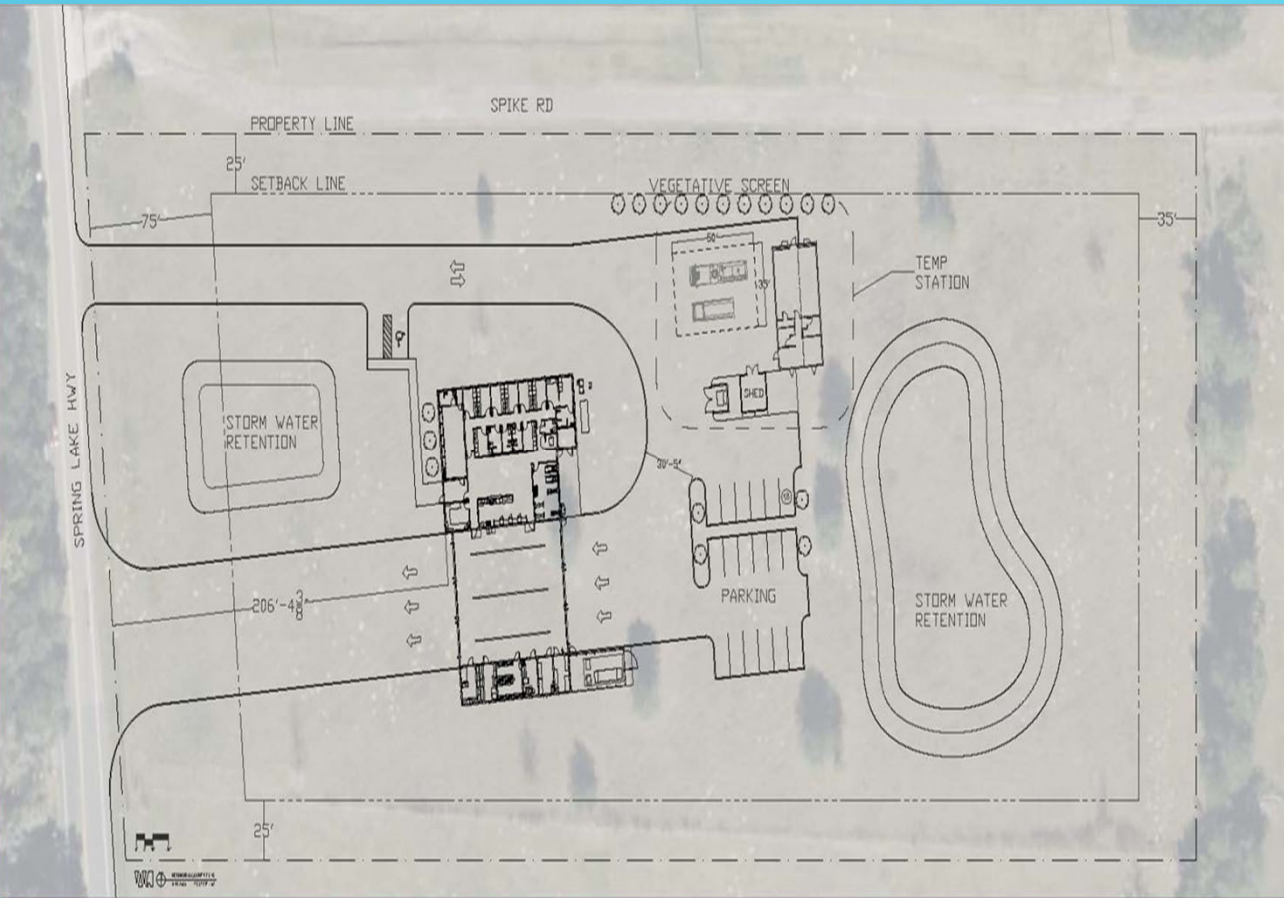 SPIKE RD
PROPERTY LINE
25'
SETBACK LINE
VEGETATIVE SCREEN
75'
35'
50'
35'
TEMP
STATION
SPRING LAKE HWY
STORM WATER
RETENTION
SHED
30'-5"
206'-4 3/8"
PARKING
STORM WATER
RETENTION
25'